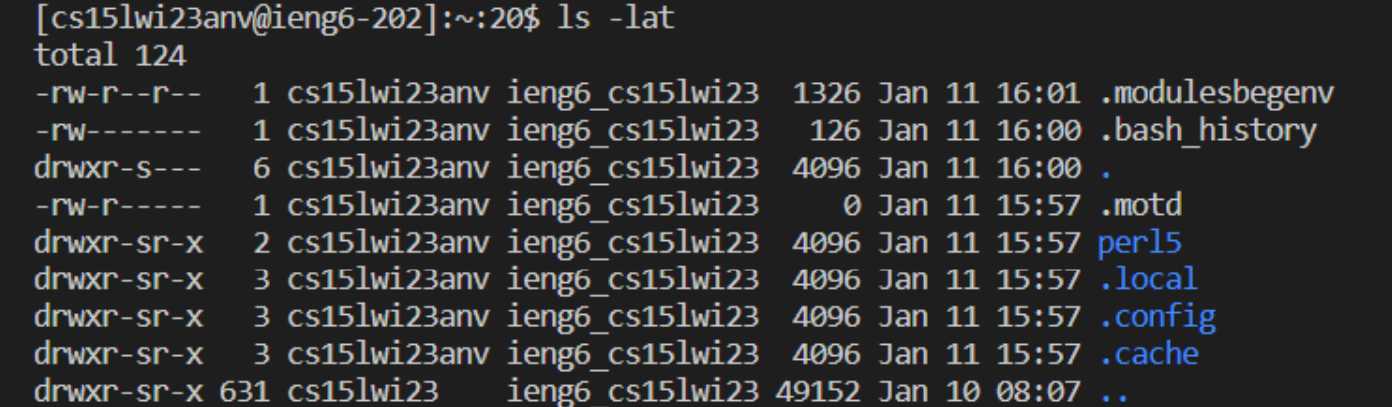 [cs15lwi23anv@ieng6-202]:~:20$ ls -lat
total 124
-rw-r--r--   1 cs15lwi23anv ieng6_cs15lwi23  1326 Jan 11 16:01 .modulesbegenv
-rw-------   1 cs15lwi23anv ieng6_cs15lwi23   126 Jan 11 16:00 .bash_history
drwxr-s---   6 cs15lwi23anv ieng6_cs15lwi23  4096 Jan 11 16:00 .
-rw-r-----   1 cs15lwi23anv ieng6_cs15lwi23     0 Jan 11 15:57 .motd
drwxr-sr-x   2 cs15lwi23anv ieng6_cs15lwi23  4096 Jan 11 15:57 perl5
drwxr-sr-x   3 cs15lwi23anv ieng6_cs15lwi23  4096 Jan 11 15:57 .local
drwxr-sr-x   3 cs15lwi23anv ieng6_cs15lwi23  4096 Jan 11 15:57 .config
drwxr-sr-x   3 cs15lwi23anv ieng6_cs15lwi23  4096 Jan 11 15:57 .cache
drwxr-sr-x 631 cs15lwi23    ieng6_cs15lwi23 49152 Jan 10 08:07 ..